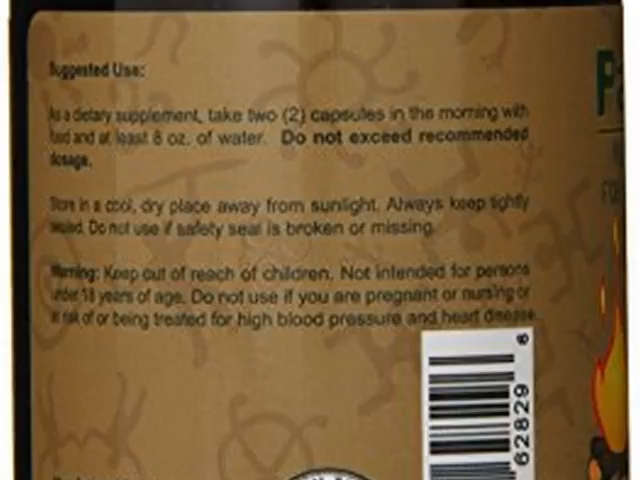 Suggested Use:
As a dietary supplement, take two (2) capsules in the morning with
food and at least 8 oz. of water. Do not exceed recommended
dosage.
Store in a cool, dry place away from sunlight. Always keep tightly
sealed. Do not use if safety seal is broken or missing.
Warning: Keep out of reach of children. Not intended for persons
under 18 years of age. Do not use if you are pregnant or nursing or
at risk of or being treated for high blood pressure and heart disease.
62829 6